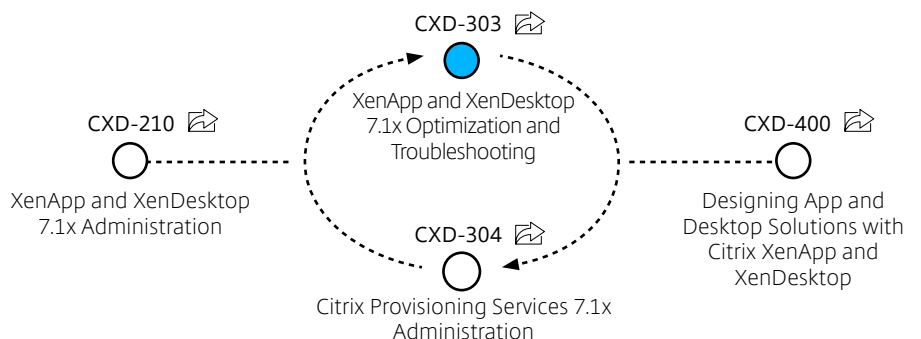 CXD-303
XenApp and XenDesktop
7.1x Optimization and
Troubleshooting
CXD-210
XenApp and XenDesktop
7.1x Administration
CXD-400
Designing App and
Desktop Solutions with
Citrix XenApp and
XenDesktop
CXD-304
Citrix Provisioning Services 7.1x
Administration